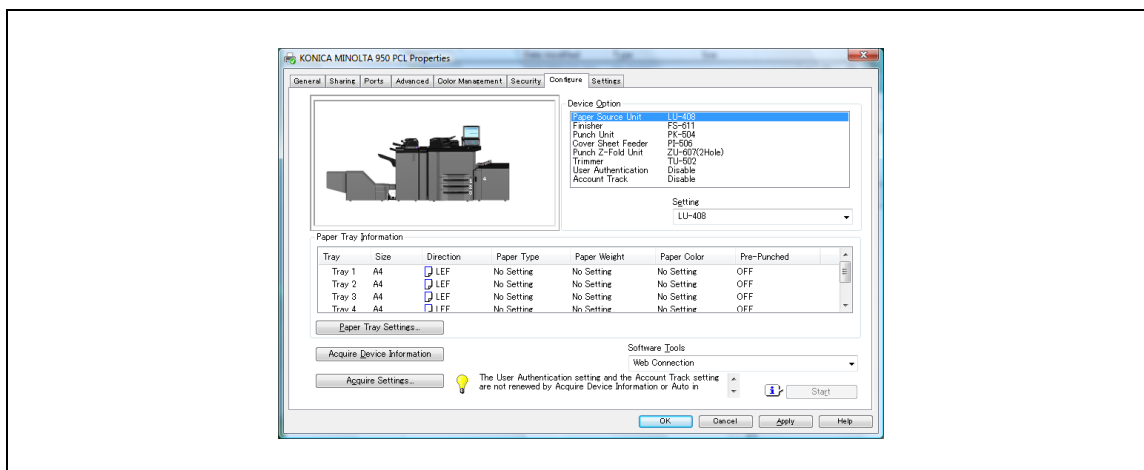 KONICA MINOLTA 950 PCL Properties
General Sharing Ports Advanced Color Management Security Configure Settings
Device Option
Paper Source Unit LU-408
Finisher FS-611
Punch Unit PK-504
Cover Sheet Feeder PI-506
Punch Z-Fold Unit ZU-607(2Hole)
Trimmer TU-502
User Authentication Disable
Account Track Disable
Setting
LU-408
Paper Tray Information
Tray Size Direction Paper Type Paper Weight Paper Color Pre-Punched
Tray 1 A4 LEF No Setting No Setting No Setting OFF
Tray 2 A4 LEF No Setting No Setting No Setting OFF
Tray 3 A4 LEF No Setting No Setting No Setting OFF
Tray 4 A4 LEF No Setting No Setting No Setting OFF
Paper Tray Settings...
Acquire Device Information
Software Tools
Web Connection
Acquire Settings...
The User Authentication setting and the Account Track setting
are not renewed by Acquire Device Information or Auto in
Start
OK Cancel Apply Help